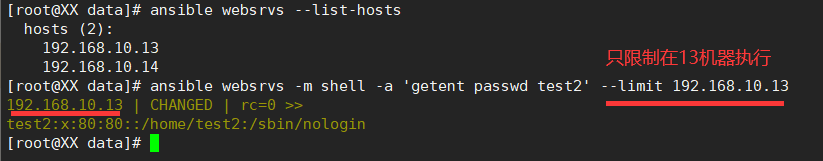 [root@XX data]# ansible websrvs --list-hosts
  hosts (2):
    192.168.10.13
    192.168.10.14
只限制在13机器执行
[root@XX data]# ansible websrvs -m shell -a 'getent passwd test2' --limit 192.168.10.13
192.168.10.13 | CHANGED | rc=0 >>
test2:x:80:80::/home/test2:/sbin/nologin
[root@XX data]#